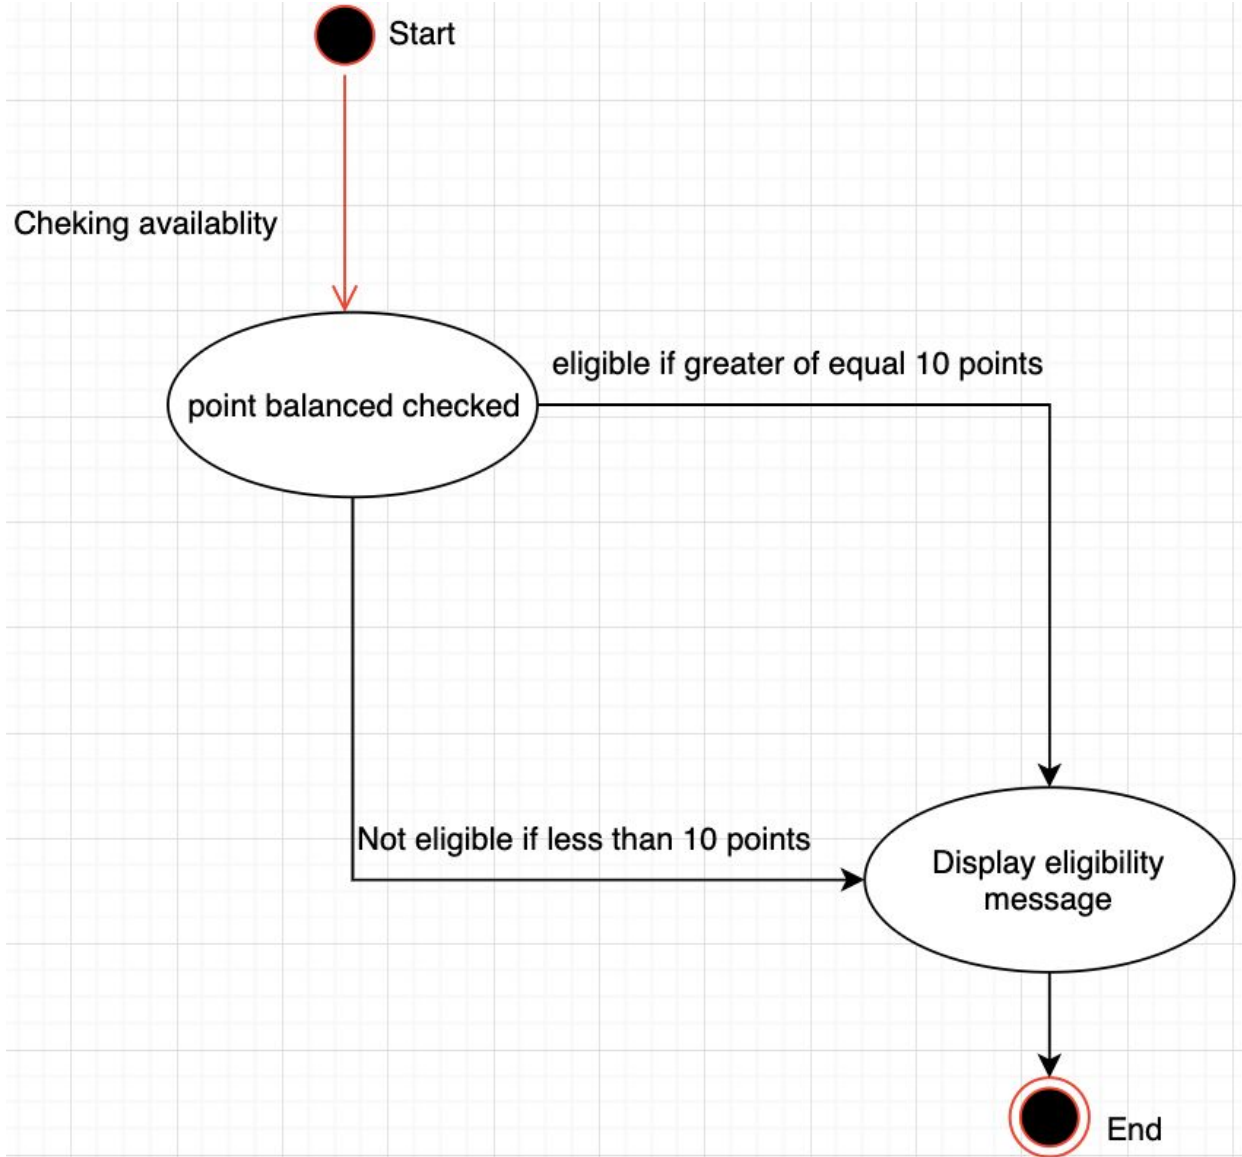 Start
Cheking availablity
eligible if greater of equal 10 points
point balanced checked
Not eligible if less than 10 points
Display eligibility
message
End